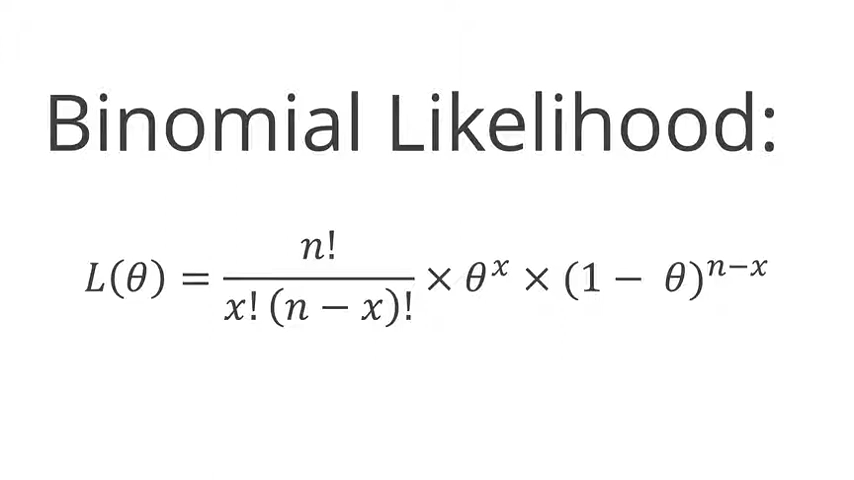 Binomial Likelihood:
L(θ) = n! / x! (n − x)! × θ^x × (1 − θ)^{n−x}